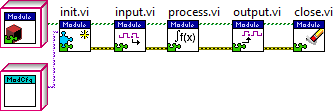 init.vi input.vi process.vi output.vi close.vi
Module Module Module Module Module Module
∫f(x)
ModCfg